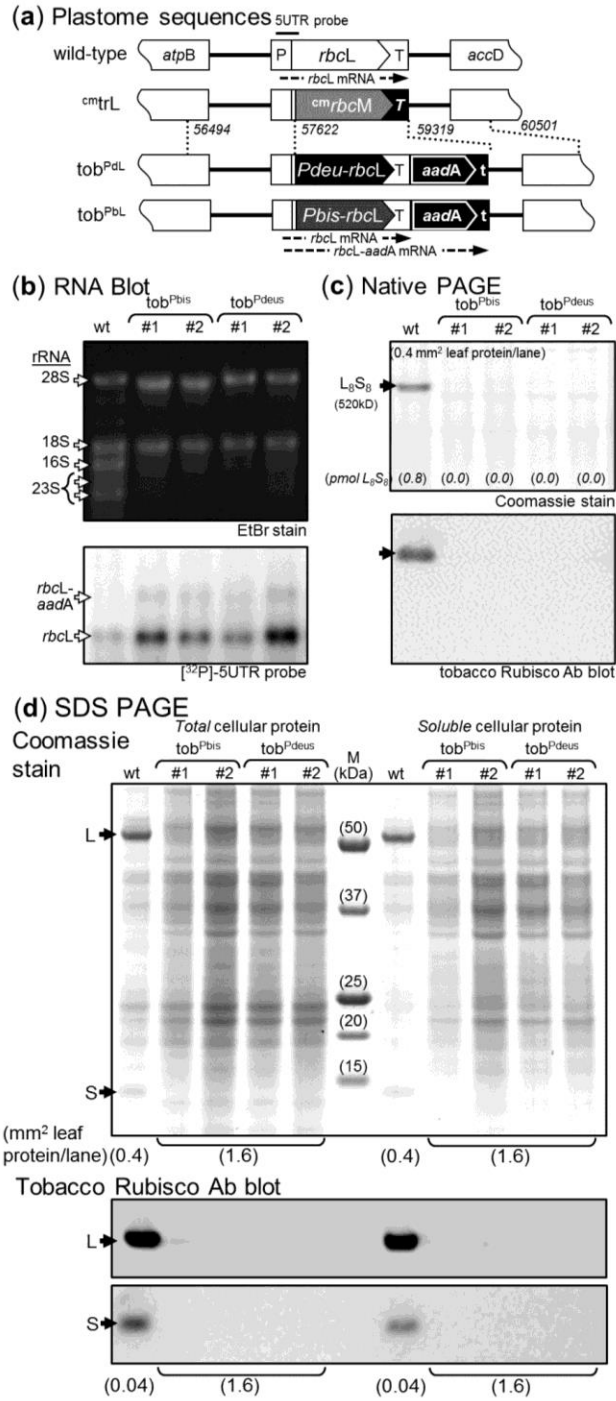 (a) Plastome sequences 5UTR probe
wild-type atpB P rbcL T accD
rbcL mRNA
cmtrL cmrbcM T
56494 57622 59319 60501
tobPdL Pdeu-rbcL T aadA t
tobPbL Pbis-rbcL T aadA t
rbcL mRNA
rbcL-aadA mRNA
(b) RNA Blot
tobPbis tobPdeus
wt #1 #2 #1 #2
rRNA
28S
18S
16S
23S
EtBr stain
rbcL-
aadA
rbcL
[32P]-5UTR probe
(c) Native PAGE
tobPbis tobPdeus
wt #1 #2 #1 #2
(0.4 mm2 leaf protein/lane)
L8S8
(520kD)
(pmol L8S8) (0.8) (0.0) (0.0) (0.0) (0.0)
Coomassie stain
tobacco Rubisco Ab blot
(d) SDS PAGE
Coomassie
stain
Total cellular protein Soluble cellular protein
tobPbis tobPdeus M tobPbis tobPdeus
wt #1 #2 #1 #2 (kDa) wt #1 #2 #1 #2
L (50)
(37)
(25)
(20)
(15)
S
(mm2 leaf
protein/lane) (0.4) (1.6) (0.4) (1.6)
Tobacco Rubisco Ab blot
L
S
(0.04) (1.6) (0.04) (1.6)